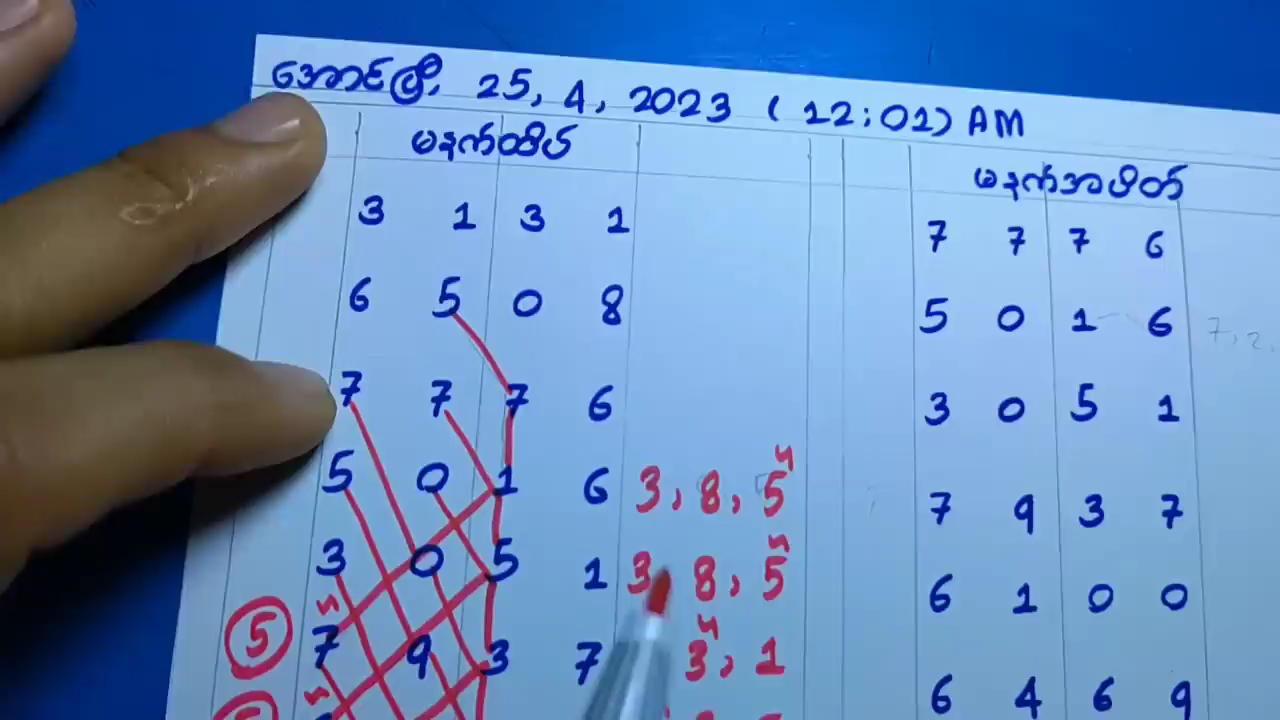 အောင်ဗြီး, 25, 4, 2023 (12:01) AM
မနက်ထိပ် မနက်အပိတ်
3 1 3 1 7 7 7 6
6 5 0 8 5 0 1 6
7 7 7 6 3 0 5 1
5 0 1 6 3, 8, 5 7 9 3 7
3 0 5 1 3 8, 5 6 1 0 0
5 7 9 3 7 3, 1 6 4 6 9